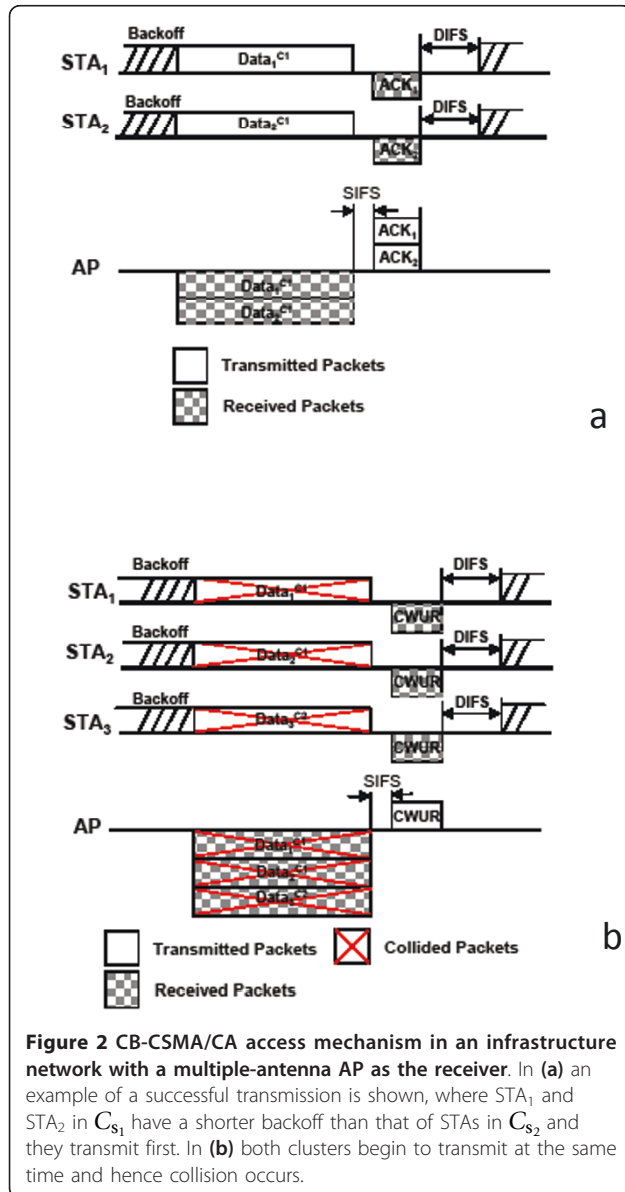 Backoff
STA₁
Data₁ᶜ¹
ACK₁
DIFS
Backoff
STA₂
Data₂ᶜ¹
ACK₂
DIFS
SIFS
ACK₁
ACK₂
AP
Data₁ᶜ¹
Data₂ᶜ¹
Transmitted Packets
Received Packets
a
Backoff
STA₁
Data₁ᶜ¹
CWUR
DIFS
Backoff
STA₂
Data₂ᶜ¹
CWUR
DIFS
Backoff
STA₃
Data₃ᶜ²
CWUR
DIFS
SIFS
AP
CWUR
Data₁ᶜ¹
Data₂ᶜ¹
Data₃ᶜ²
Transmitted Packets
Collided Packets
Received Packets
b
Figure 2 CB-CSMA/CA access mechanism in an infrastructure
network with a multiple-antenna AP as the receiver. In (a) an
example of a successful transmission is shown, where STA₁ and
STA₂ in C_s₁ have a shorter backoff than that of STAs in C_s₂ and
they transmit first. In (b) both clusters begin to transmit at the same
time and hence collision occurs.